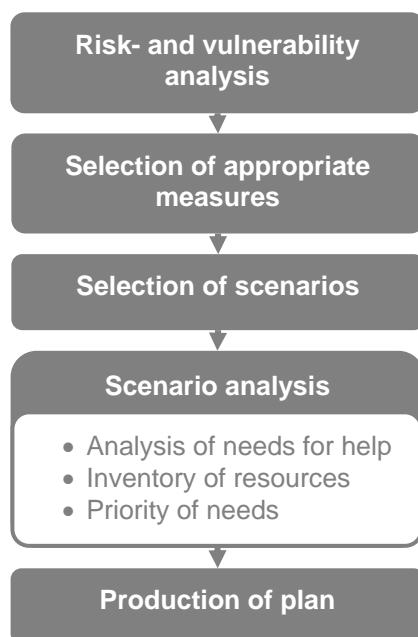 Risk- and vulnerability
analysis
Selection of appropriate
measures
Selection of scenarios
Scenario analysis
• Analysis of needs for help
• Inventory of resources
• Priority of needs
Production of plan